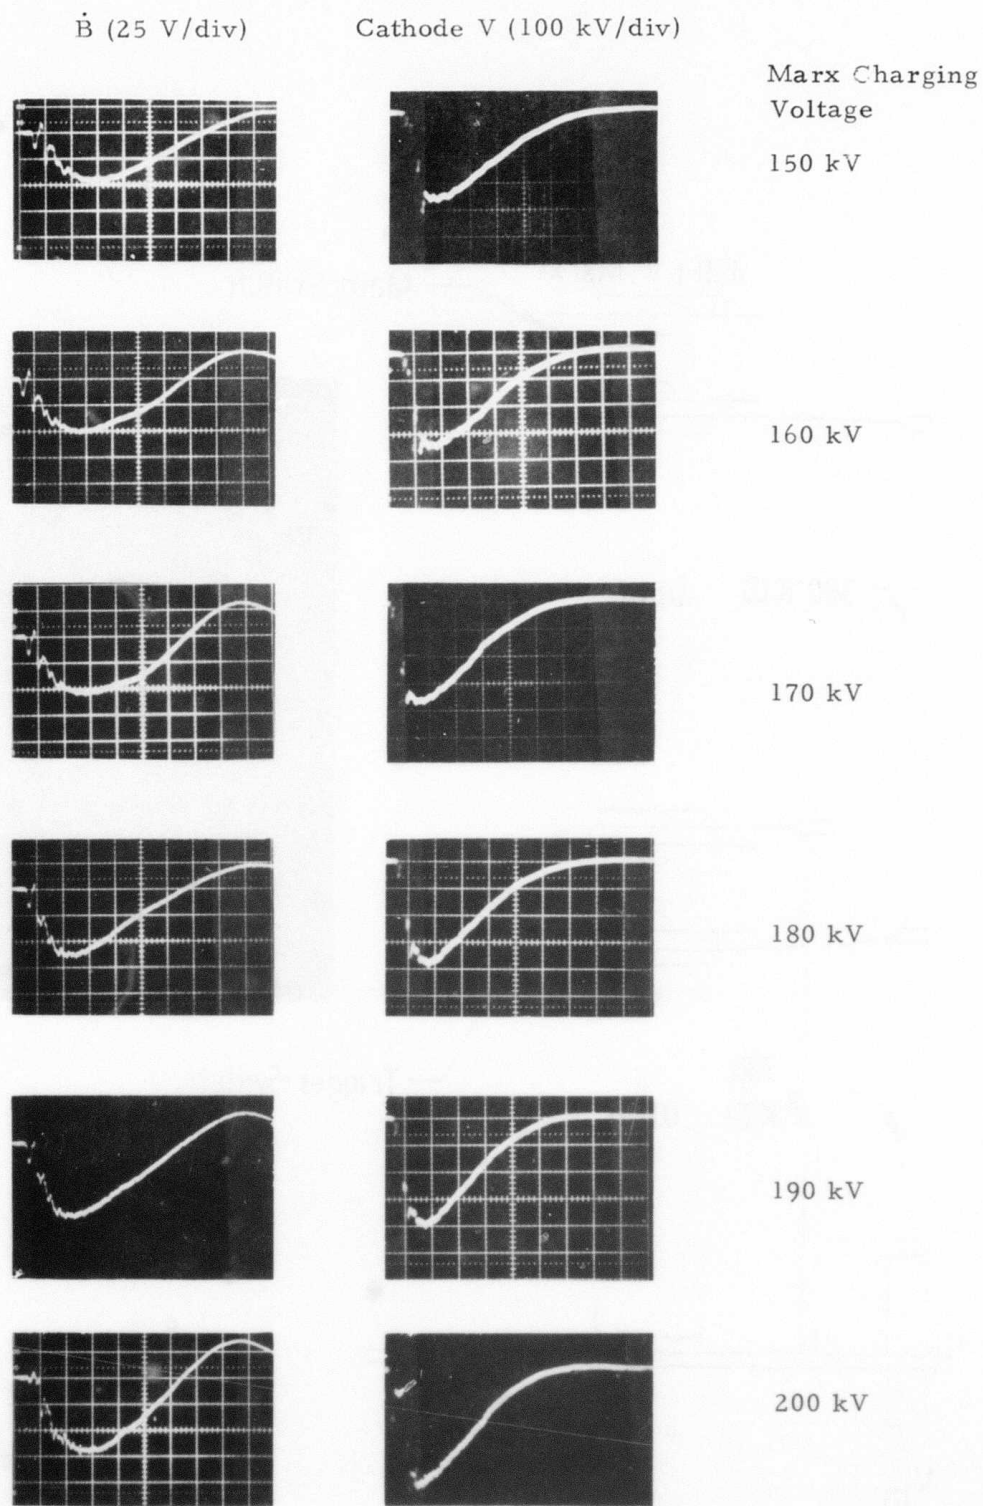 Ḃ (25 V/div)
Cathode V (100 kV/div)
Marx Charging
Voltage
150 kV
160 kV
170 kV
180 kV
190 kV
200 kV